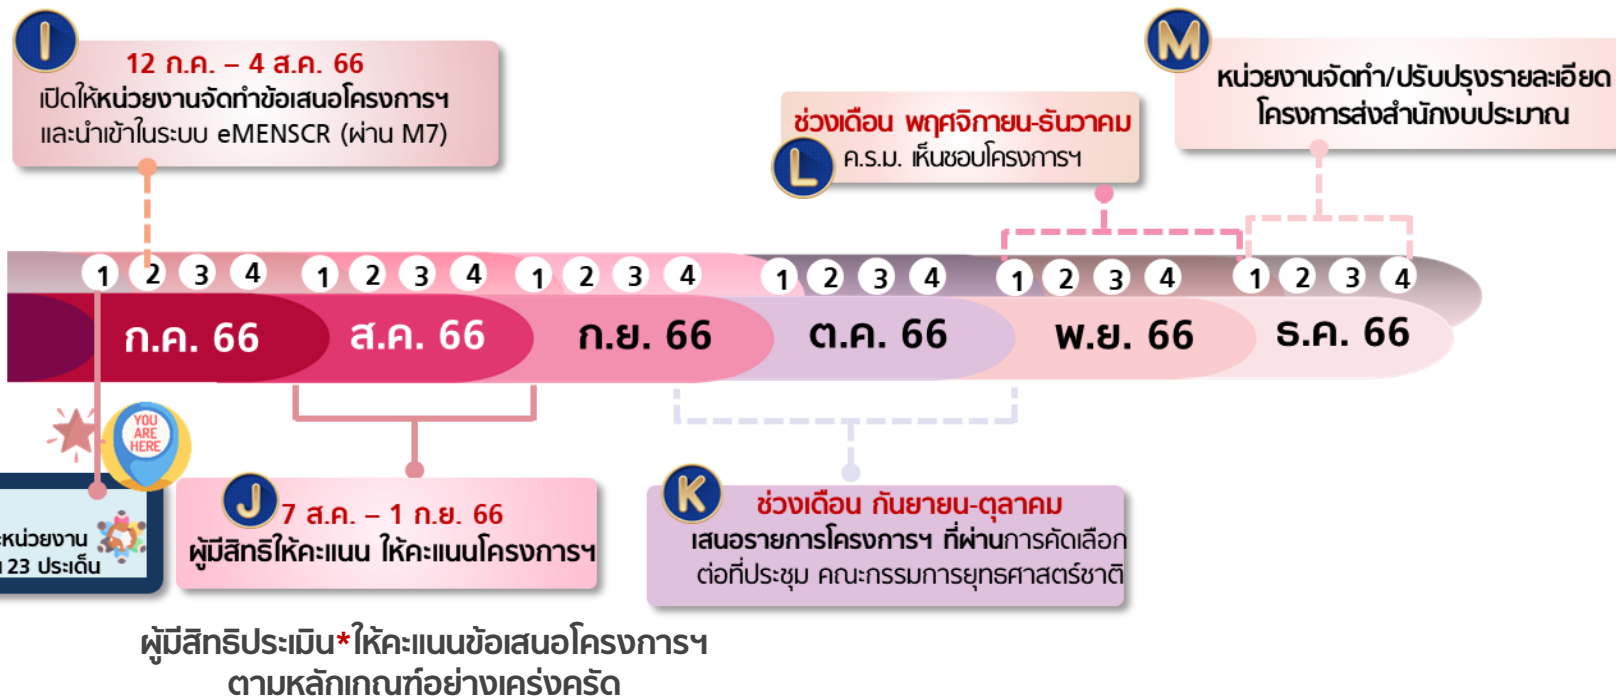 I
12 ก.ค. – 4 ส.ค. 66
เปิดให้หน่วยงานจัดทำข้อเสนอโครงการฯ
และนำเข้าในระบบ eMENSCR (ผ่าน M7)
L
ช่วงเดือน พฤศจิกายน-ธันวาคม
ค.ร.ม. เห็นชอบโครงการฯ
M
หน่วยงานจัดทำ/ปรับปรุงรายละเอียด
โครงการส่งสำนักงบประมาณ
1 2 3 4 1 2 3 4 1 2 3 4 1 2 3 4 1 2 3 4 1 2 3 4
ก.ค. 66 ส.ค. 66 ก.ย. 66 ต.ค. 66 พ.ย. 66 ธ.ค. 66
YOU
ARE
HERE
หน่วยงาน
23 ประเด็น
J
7 ส.ค. – 1 ก.ย. 66
ผู้มีสิทธิให้คะแนน ให้คะแนนโครงการฯ
K
ช่วงเดือน กันยายน-ตุลาคม
เสนอรายการโครงการฯ ที่ผ่านการคัดเลือก
ต่อที่ประชุม คณะกรรมการยุทธศาสตร์ชาติ
ผู้มีสิทธิประเมิน*ให้คะแนนข้อเสนอโครงการฯ
ตามหลักเกณฑ์อย่างเคร่งครัด